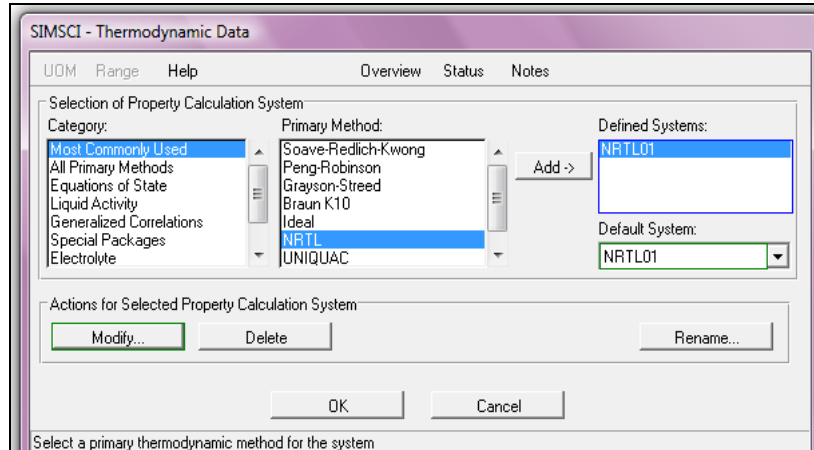 SIMSCI - Thermodynamic Data
UOM Range Help Overview Status Notes
Selection of Property Calculation System
Category: Primary Method: Defined Systems:
Most Commonly Used Soave-Redlich-Kwong NRTL01
All Primary Methods Peng-Robinson Add ->
Equations of State Grayson-Streed
Liquid Activity Braun K10
Generalized Correlations Ideal Default System:
Special Packages NRTL NRTL01
Electrolyte UNIQUAC
Actions for Selected Property Calculation System
Modify... Delete Rename...
OK Cancel
Select a primary thermodynamic method for the system